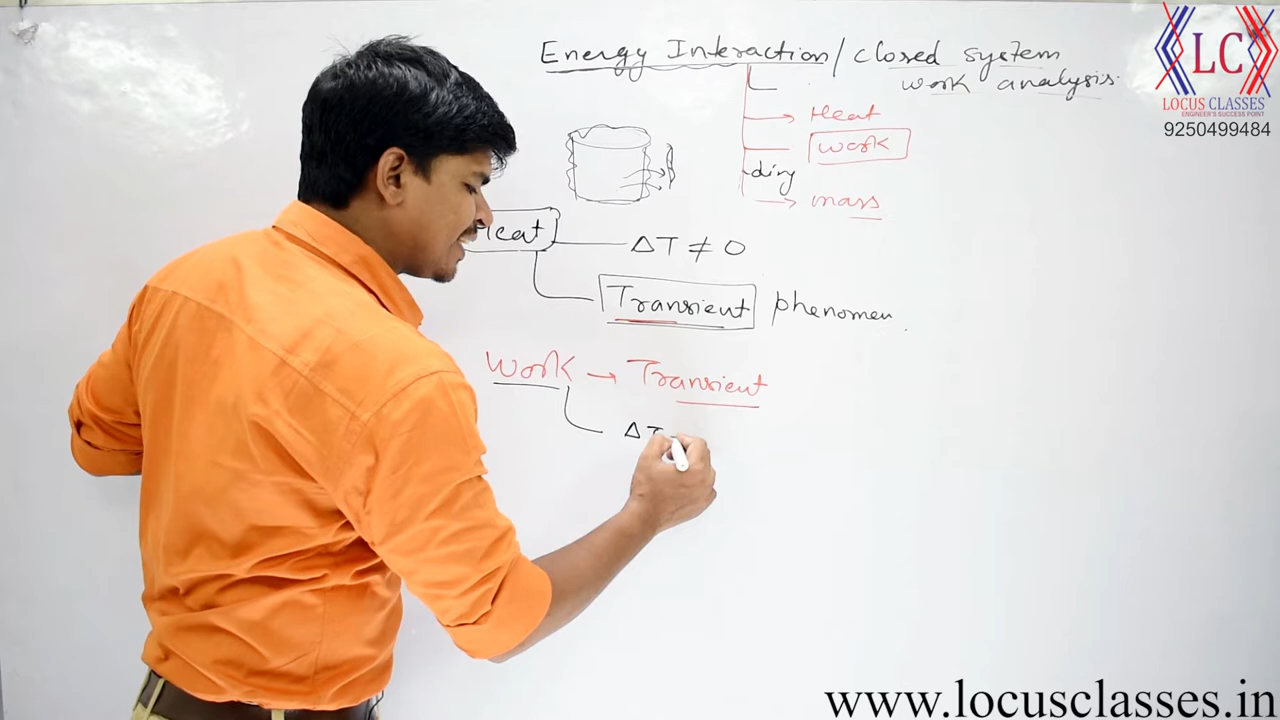 Energy Interaction / closed system
work analysis.
LC
LOCUS CLASSES
ENGINEER'S SUCCESS POINT
9250499484
Heat
work
mass
Heat
ΔT ≠ 0
Transient phenomen
work → Transient
ΔT
www.locusclasses.in